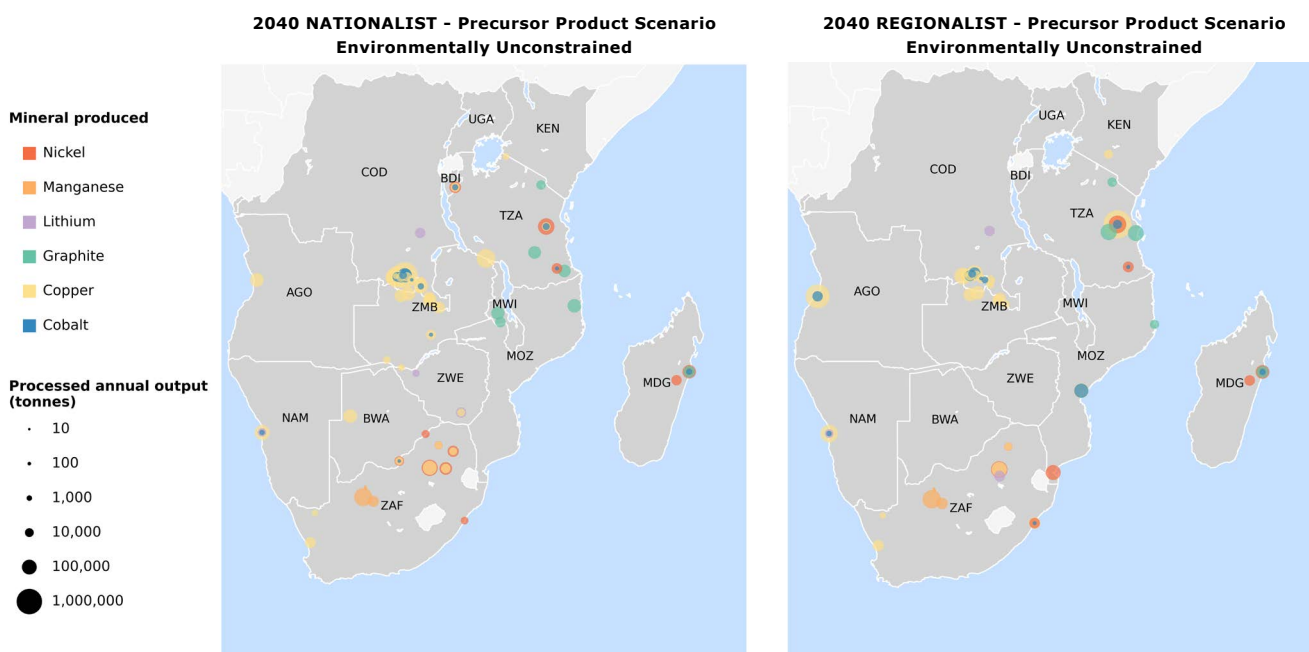 2040 NATIONALIST - Precursor Product Scenario
Environmentally Unconstrained
2040 REGIONALIST - Precursor Product Scenario
Environmentally Unconstrained
Mineral produced
Nickel
Manganese
Lithium
Graphite
Copper
Cobalt
Processed annual output
(tonnes)
10
100
1,000
10,000
100,000
1,000,000
UGA
KEN
COD
BDI
TZA
AGO
ZMB
MWI
MOZ
ZWE
MDG
NAM
BWA
ZAF
UGA
KEN
COD
BDI
TZA
AGO
ZMB
MWI
MOZ
ZWE
MDG
NAM
BWA
ZAF